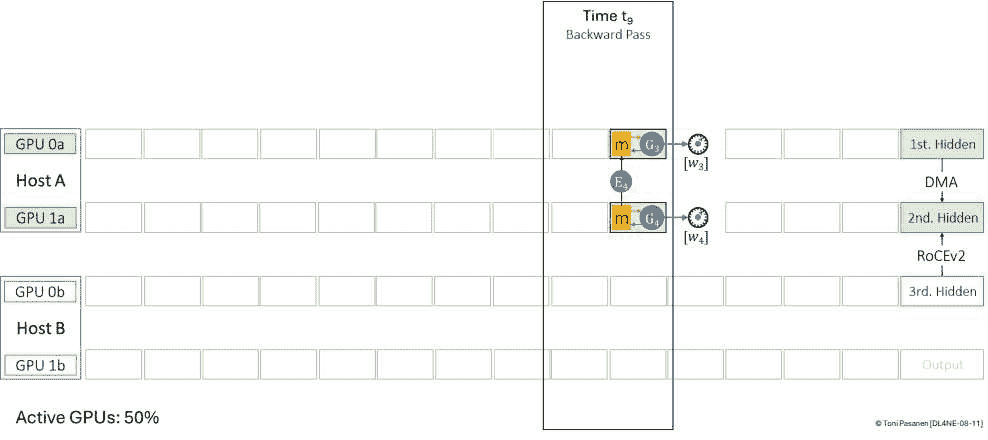 Time t₉
Backward Pass
GPU 0a
m
G₃
1st. Hidden
[w₃]
Host A
E₄
DMA
GPU 1a
m
G₄
2nd. Hidden
[w₄]
RoCEv2
GPU 0b
3rd. Hidden
Host B
GPU 1b
Output
Active GPUs: 50%
© Toni Pasanen [DL4NE-08-11]